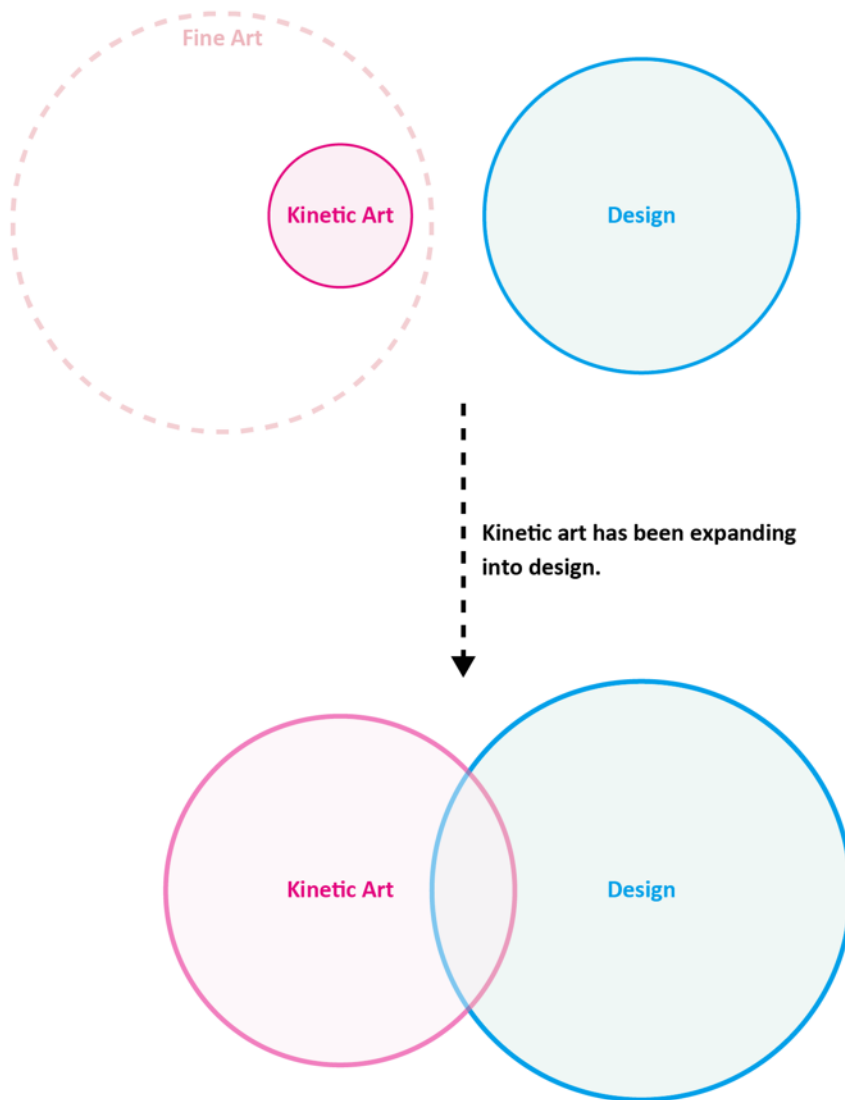 Fine Art
Kinetic Art
Design
Kinetic art has been expanding
into design.
Kinetic Art
Design